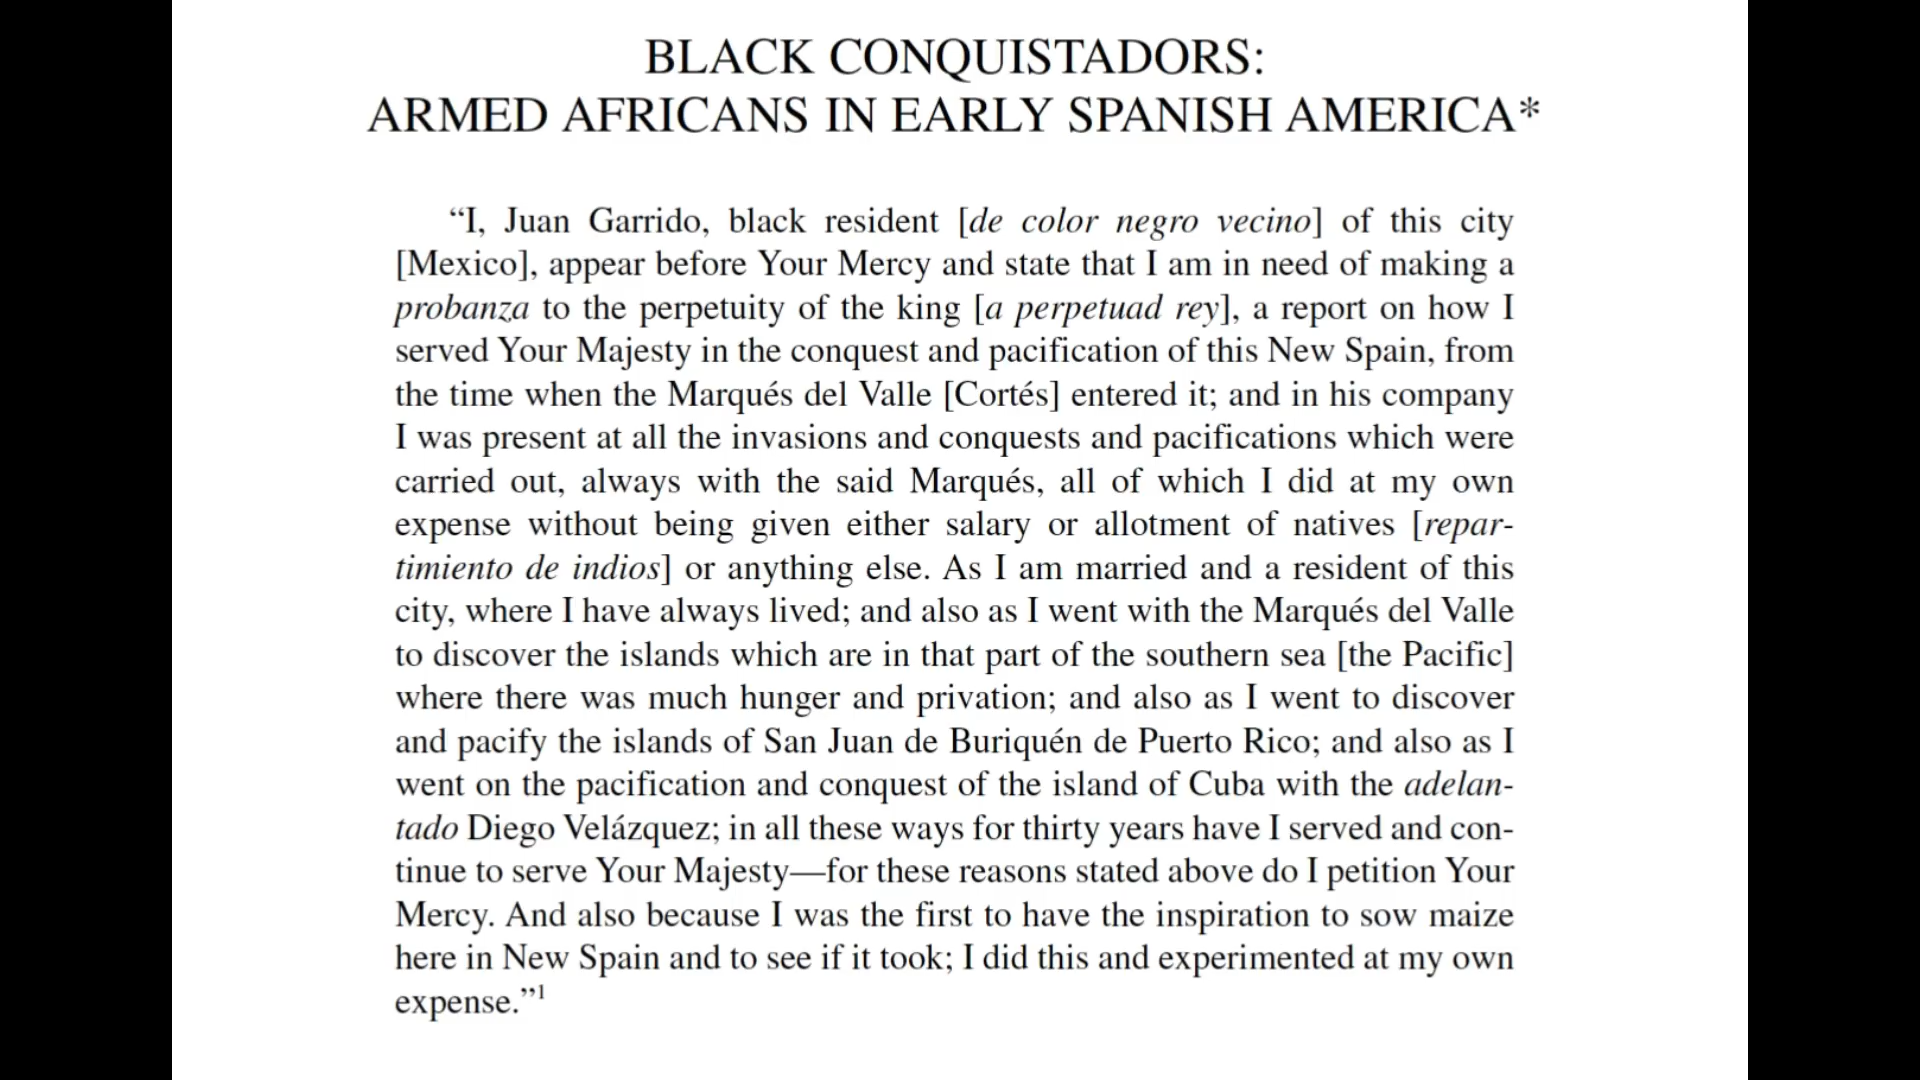 BLACK CONQUISTADORS:
ARMED AFRICANS IN EARLY SPANISH AMERICA*
“I, Juan Garrido, black resident [de color negro vecino] of this city
[Mexico], appear before Your Mercy and state that I am in need of making a
probanza to the perpetuity of the king [a perpetuad rey], a report on how I
served Your Majesty in the conquest and pacification of this New Spain, from
the time when the Marqués del Valle [Cortés] entered it; and in his company
I was present at all the invasions and conquests and pacifications which were
carried out, always with the said Marqués, all of which I did at my own
expense without being given either salary or allotment of natives [repar-
timiento de indios] or anything else. As I am married and a resident of this
city, where I have always lived; and also as I went with the Marqués del Valle
to discover the islands which are in that part of the southern sea [the Pacific]
where there was much hunger and privation; and also as I went to discover
and pacify the islands of San Juan de Buriquén de Puerto Rico; and also as I
went on the pacification and conquest of the island of Cuba with the adelan-
tado Diego Velázquez; in all these ways for thirty years have I served and con-
tinue to serve Your Majesty—for these reasons stated above do I petition Your
Mercy. And also because I was the first to have the inspiration to sow maize
here in New Spain and to see if it took; I did this and experimented at my own
expense.”1